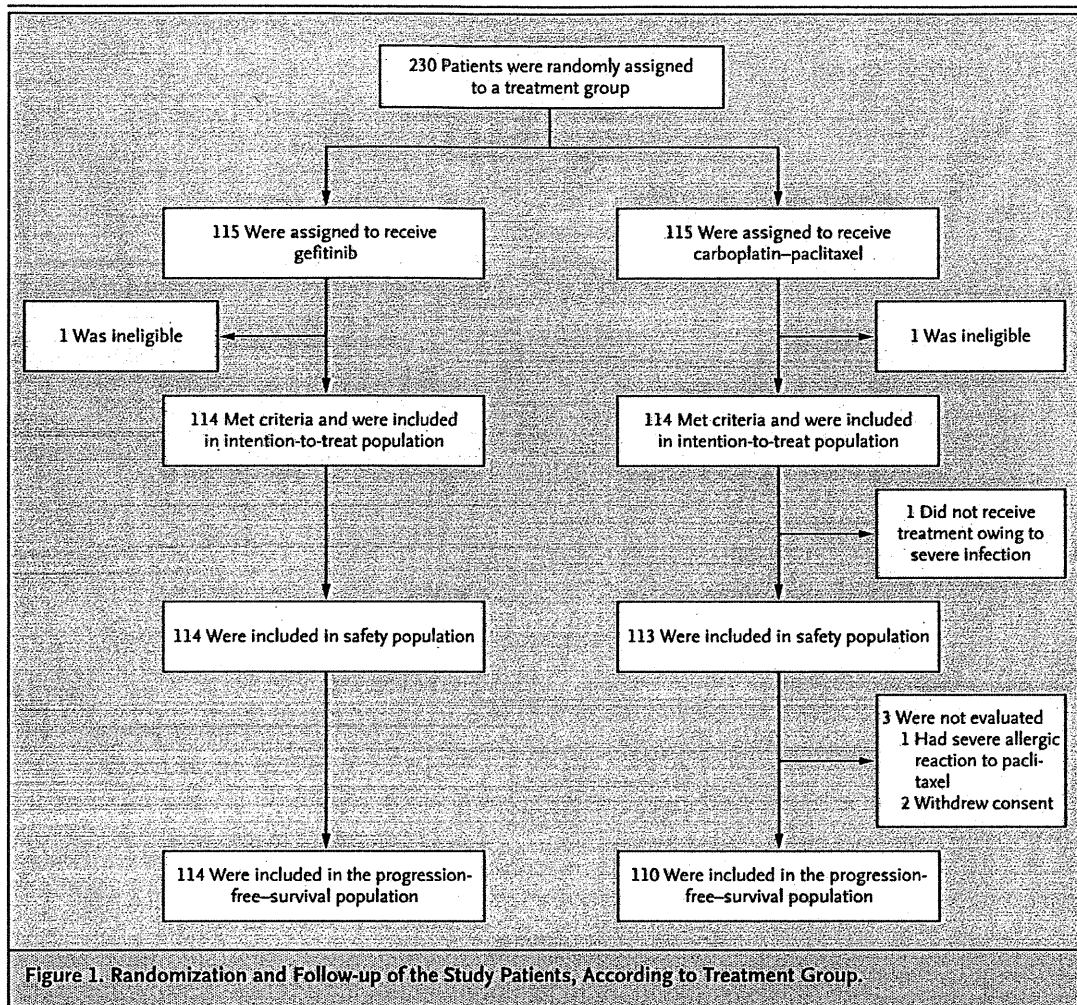 230 Patients were randomly assigned
to a treatment group
115 Were assigned to receive
gefitinib
115 Were assigned to receive
carboplatin–paclitaxel
1 Was ineligible
1 Was ineligible
114 Met criteria and were included
in intention-to-treat population
114 Met criteria and were included
in intention-to-treat population
1 Did not receive
treatment owing to
severe infection
114 Were included in safety population
113 Were included in safety population
3 Were not evaluated
1 Had severe allergic
reaction to pacli-
taxel
2 Withdrew consent
114 Were included in the progression-
free–survival population
110 Were included in the progression-
free–survival population
Figure 1. Randomization and Follow-up of the Study Patients, According to Treatment Group.